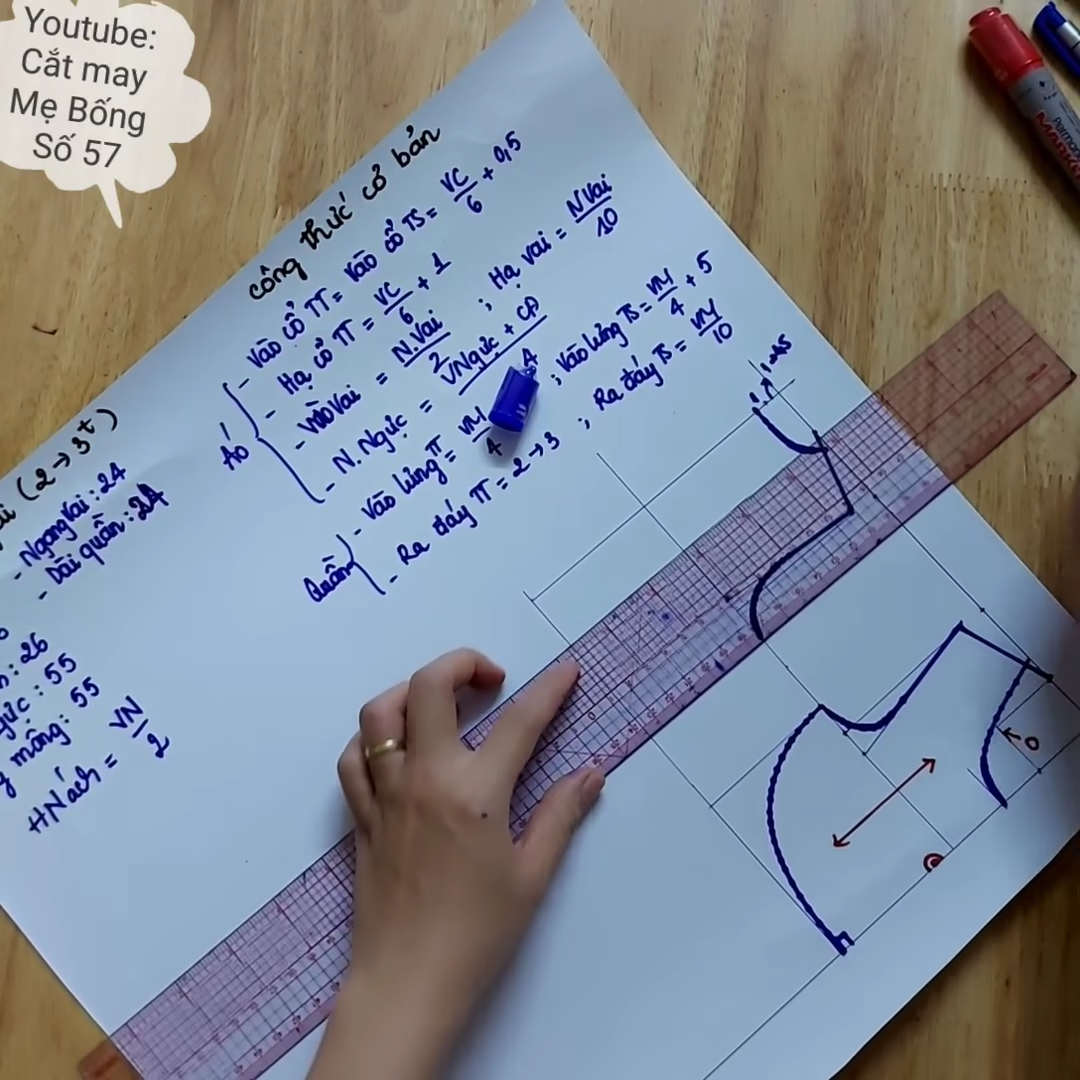 Youtube:
Cắt may
Mẹ Bống
Số 57
công thức cơ bản
Áo
- Vào cổ TT = Vào cổ TS = VC/6 + 0,5
- Hạ cổ TT = VC/6 + 1
- Vào Vai = N.Vai/2 ; Hạ vai = N Vai/10
- N.Ngực = VNgực + CĐ/4
Quần
- Vào lưng TT = VM/4 ; Vào lưng TS = VM/4 + 5
- Ra đáy TT = 2 → 3 ; Ra đáy TS = VM/10
(2 → 3t)
- Ngang vai : 24
- Dài quần : 24
: 26
: 55
mông : 55
HNách = VN/2
MARKER